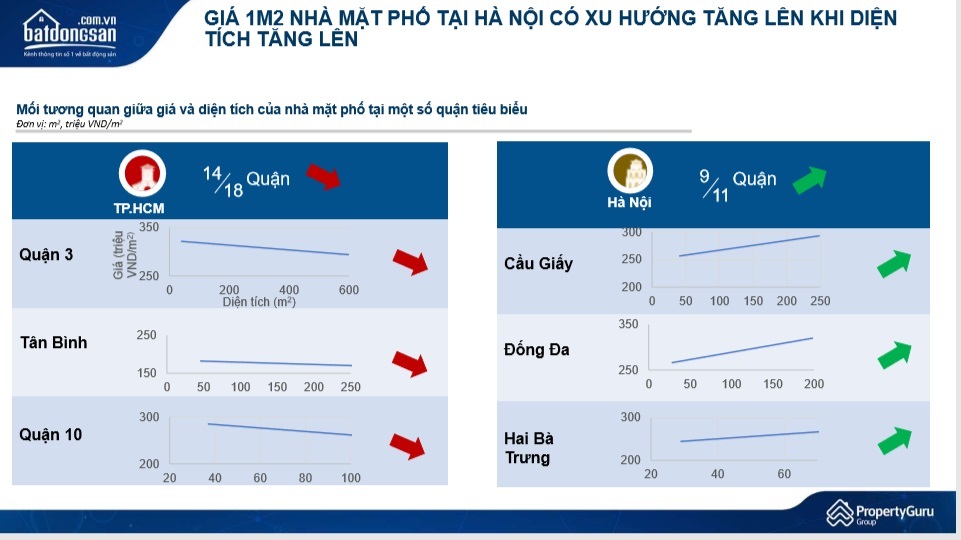 .com.vn
batdongsan
Kênh thông tin số 1 về bất động sản
GIÁ 1M2 NHÀ MẶT PHỐ TẠI HÀ NỘI CÓ XU HƯỚNG TĂNG LÊN KHI DIỆN
TÍCH TĂNG LÊN
Mối tương quan giữa giá và diện tích của nhà mặt phố tại một số quận tiêu biểu
Đơn vị: m², triệu VND/m²
TP.HCM
14/18 Quận
Quận 3
Giá (triệu
VND/m²)
350
250
0 200 400 600
Diện tích (m²)
Tân Bình
250
150
0 50 100 150 200 250
Quận 10
300
200
20 40 60 80 100
Hà Nội
9/11 Quận
Cầu Giấy
300
250
200
0 50 100 150 200 250
Đống Đa
350
250
0 50 100 150 200
Hai Bà
Trưng
300
200
20 40 60
PropertyGuru
Group